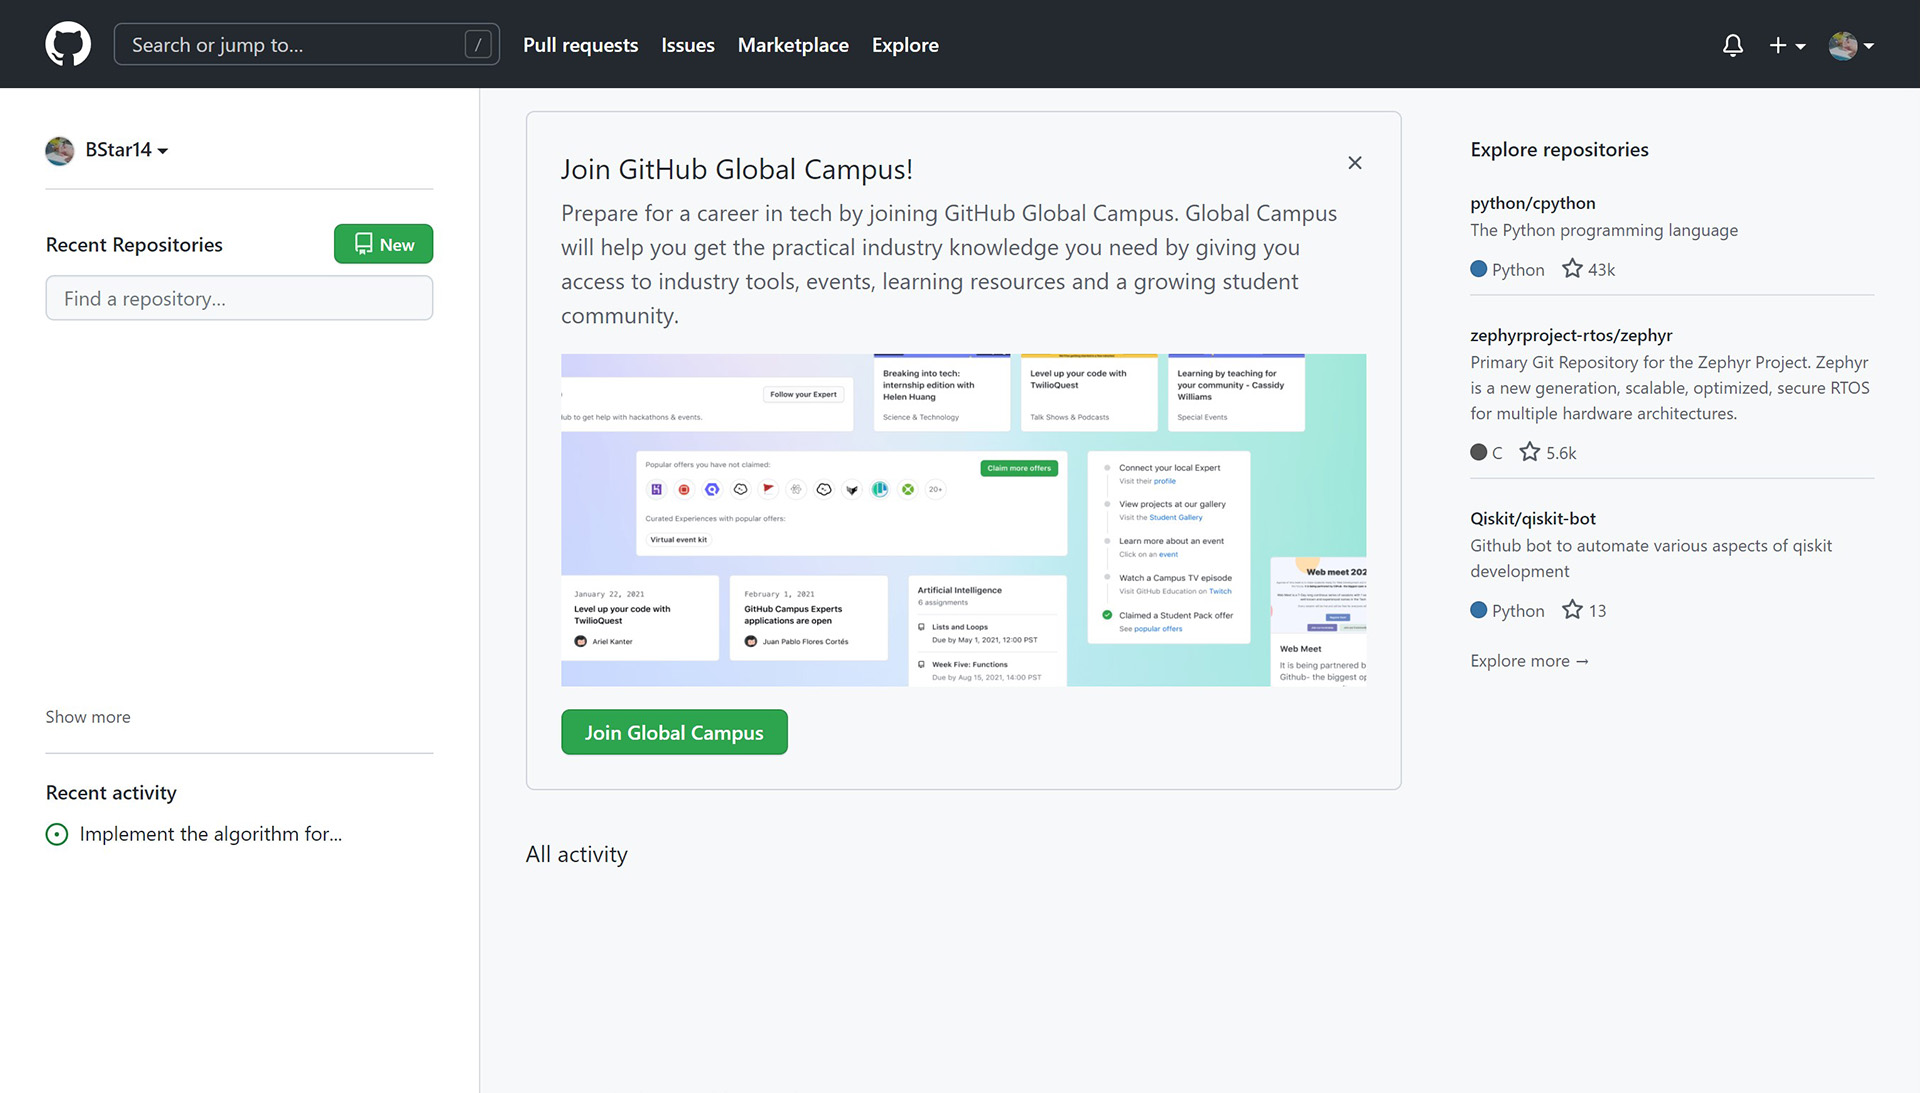 Search or jump to...
/
Pull requests
Issues
Marketplace
Explore
BStar14
Recent Repositories
New
Find a repository...
Show more
Recent activity
Implement the algorithm for...
Join GitHub Global Campus!
Prepare for a career in tech by joining GitHub Global Campus. Global Campus
will help you get the practical industry knowledge you need by giving you
access to industry tools, events, learning resources and a growing student
community.
Follow your Expert
Hub to get help with hackathons & events.
Breaking into tech:
internship edition with
Helen Huang
Science & Technology
Level up your code with
TwilioQuest
Talk Shows & Podcasts
Learning by teaching for
your community - Cassidy
Williams
Special Events
Popular offers you have not claimed:
Claim more offers
20+
Curated Experiences with popular offers:
Virtual event kit
Connect your local Expert
Visit their profile
View projects at our gallery
Visit the Student Gallery
Learn more about an event
Click on an event
Watch a Campus TV episode
Visit GitHub Education on Twitch
Claimed a Student Pack offer
See popular offers
January 22, 2021
Level up your code with
TwilioQuest
Ariel Kanter
February 1, 2021
GitHub Campus Experts
applications are open
Juan Pablo Flores Cortés
Artificial Intelligence
6 assignments
Lists and Loops
Due by May 1, 2021, 12:00 PST
Week Five: Functions
Due by Aug 15, 2021, 14:00 PST
Web meet 202
Web Meet
It is being partnered b
Github- the biggest op
Join Global Campus
All activity
Explore repositories
python/cpython
The Python programming language
Python 43k
zephyrproject-rtos/zephyr
Primary Git Repository for the Zephyr Project. Zephyr
is a new generation, scalable, optimized, secure RTOS
for multiple hardware architectures.
C 5.6k
Qiskit/qiskit-bot
Github bot to automate various aspects of qiskit
development
Python 13
Explore more →